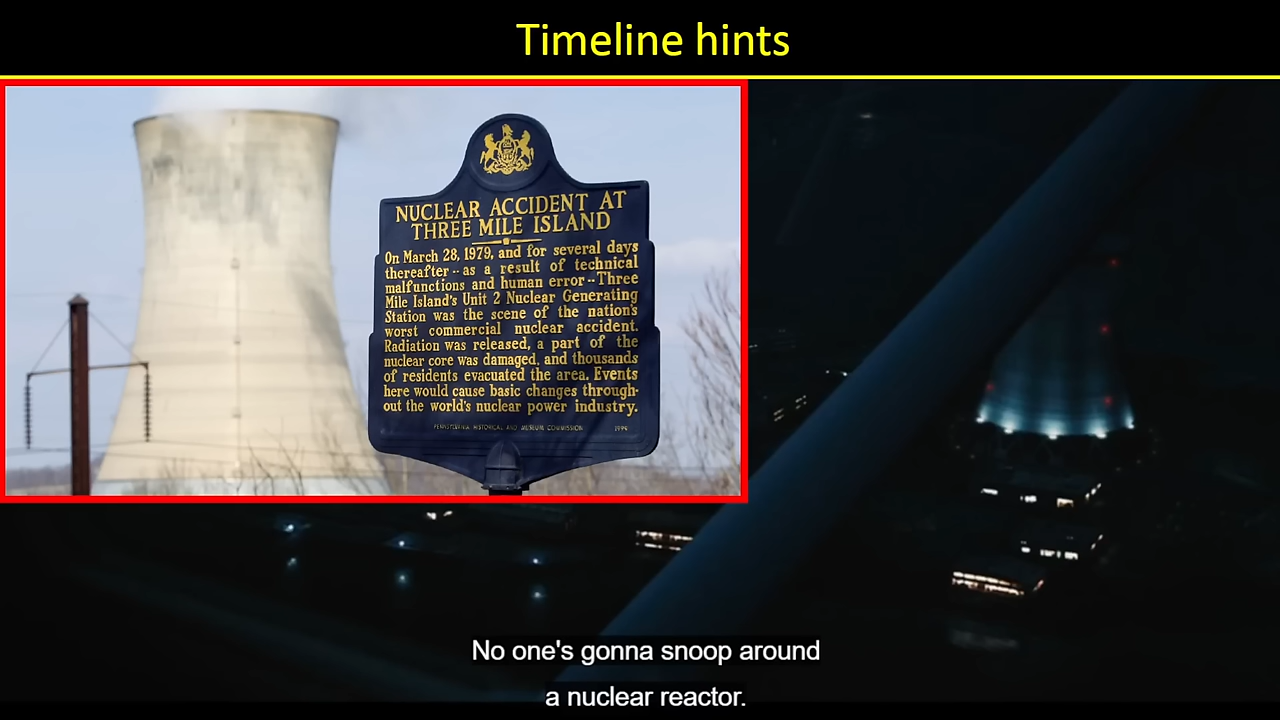 Timeline hints
NUCLEAR ACCIDENT AT
THREE MILE ISLAND
On March 28, 1979, and for several days
thereafter -- as a result of technical
malfunctions and human error -- Three
Mile Island's Unit 2 Nuclear Generating
Station was the scene of the nation's
worst commercial nuclear accident.
Radiation was released, a part of the
nuclear core was damaged, and thousands
of residents evacuated the area. Events
here would cause basic changes through-
out the world's nuclear power industry.
PENNSYLVANIA HISTORICAL AND MUSEUM COMMISSION 1999
No one's gonna snoop around
a nuclear reactor.